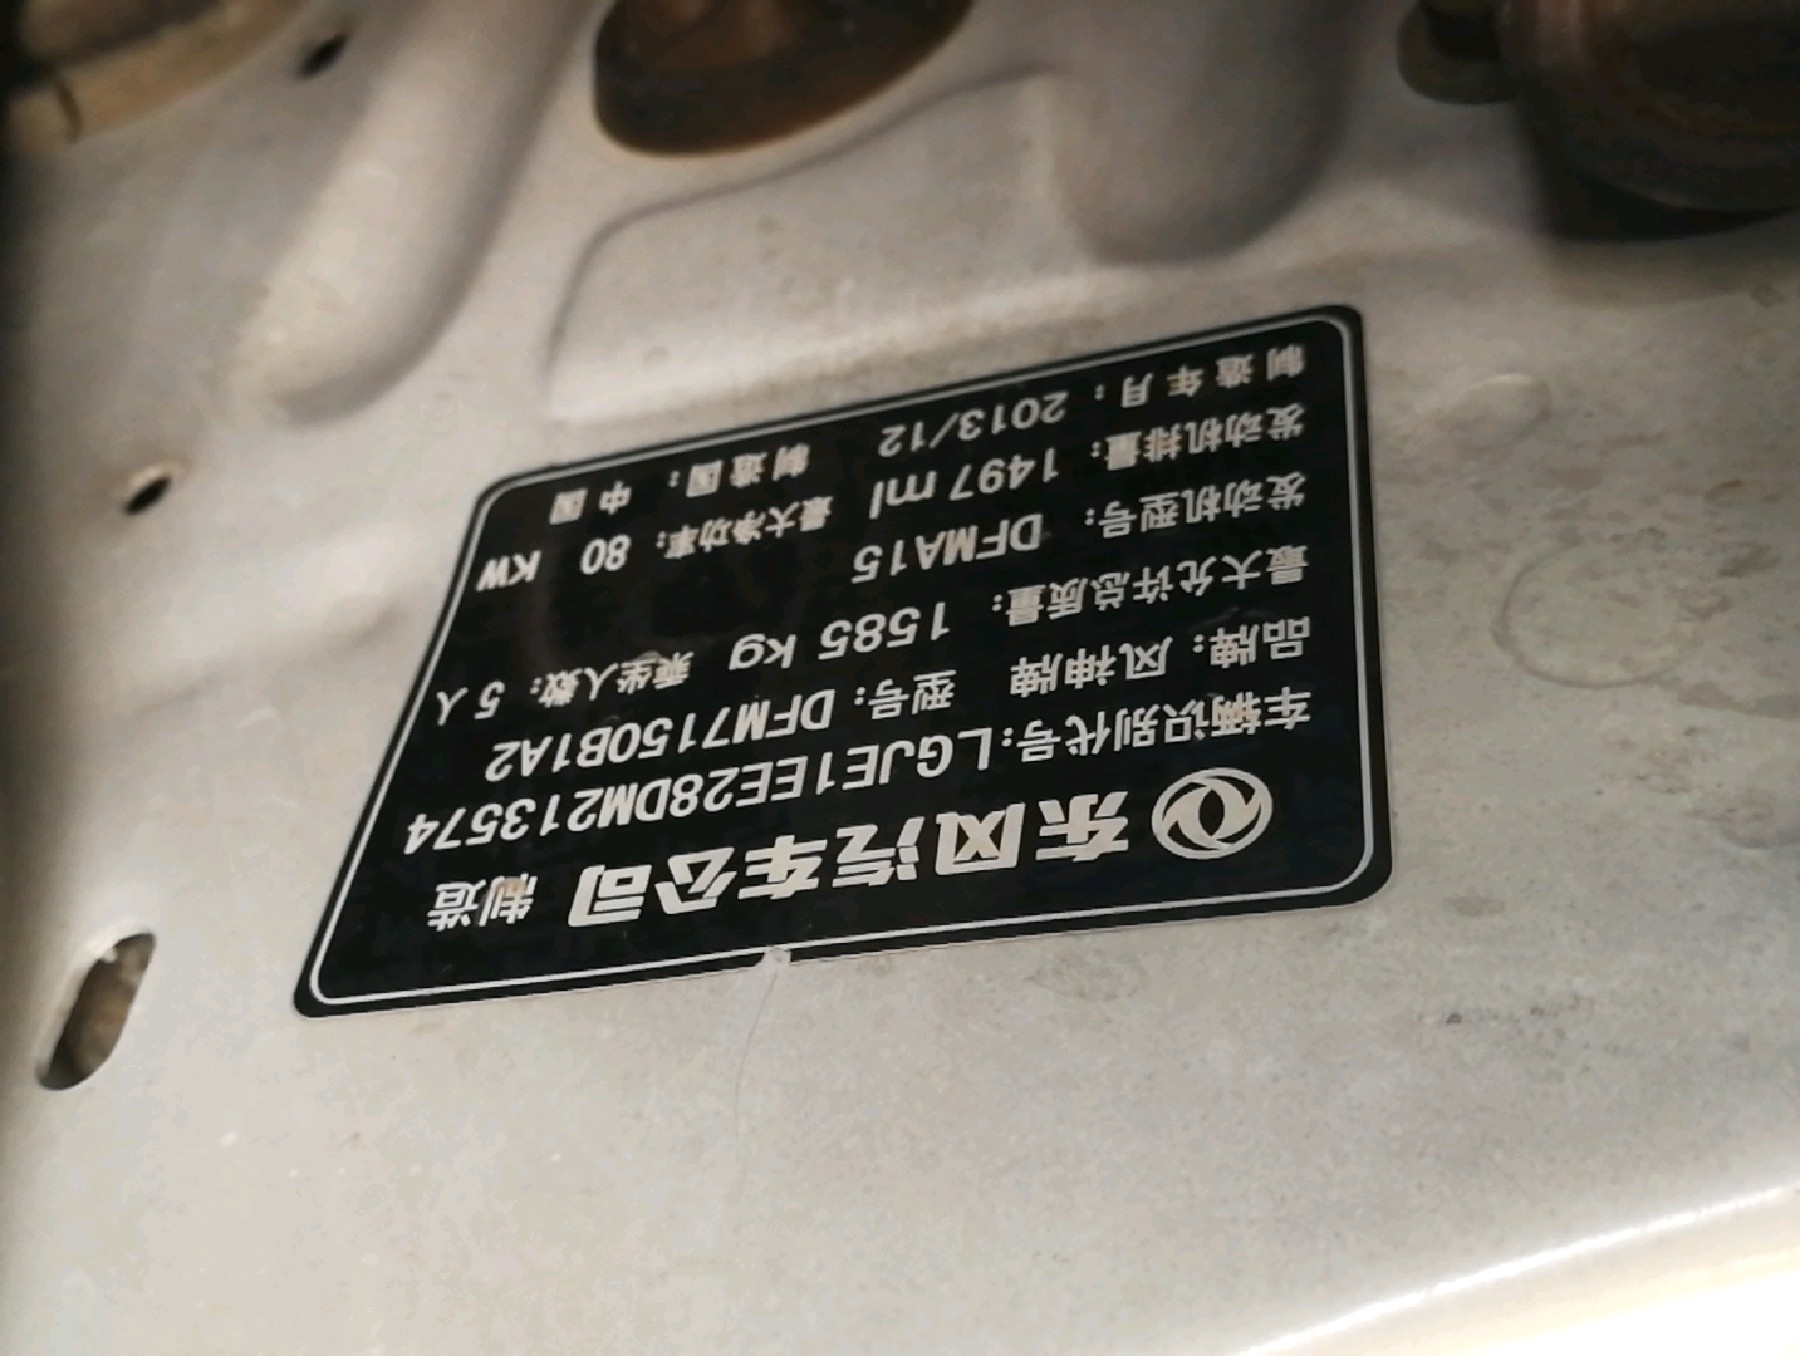 东风汽车公司 制造
车辆识别代号:LGJE1EE28DM213574
品牌: 风神牌 型号: DFM7150B1A2
最大允许总质量: 1585 kg 乘坐人数: 5 人
发动机型号: DFMA15
发动机排量: 1497 ml 最大净功率: 80 KW
制造年月: 2013/12 制造国: 中国